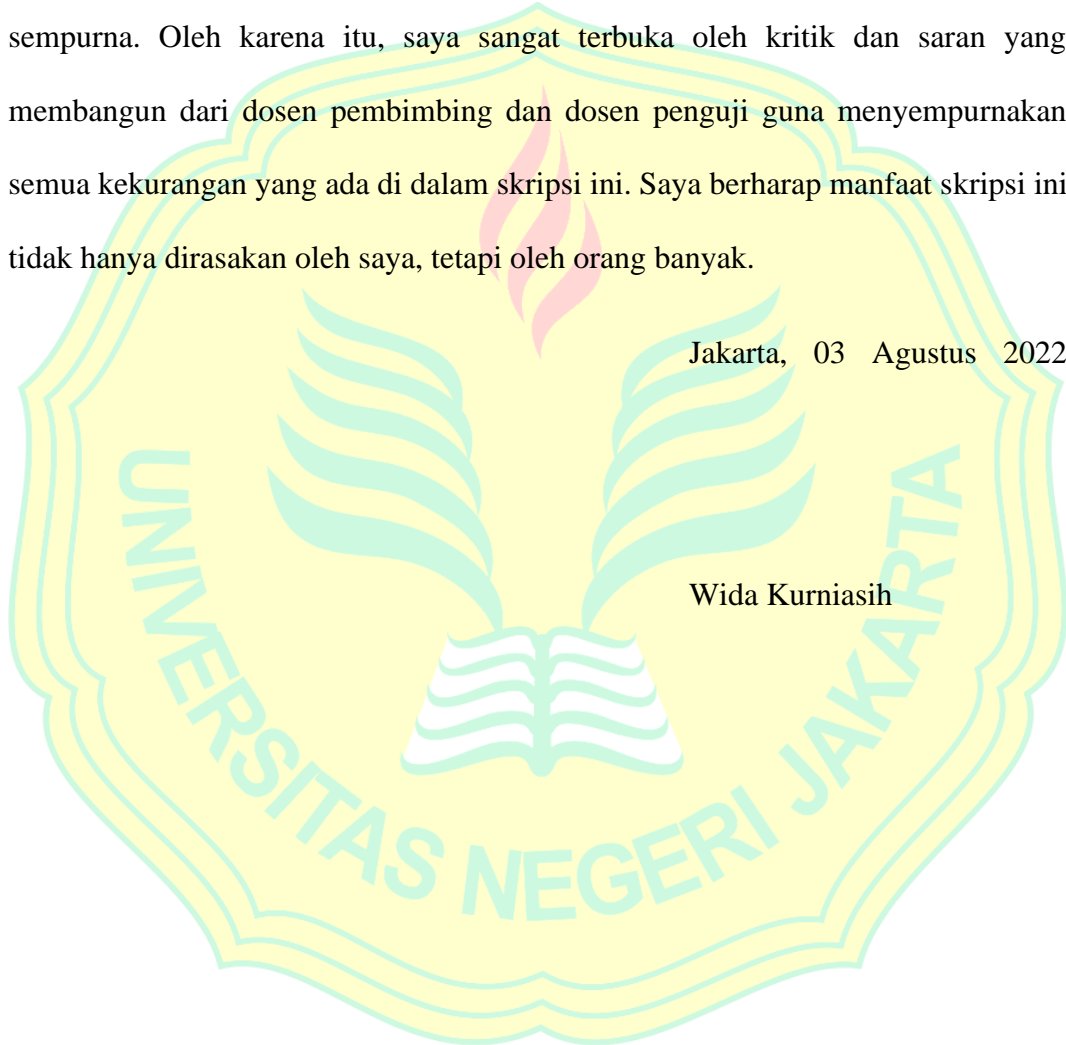 sempurna. Oleh karena itu, saya sangat terbuka oleh kritik dan saran yang
membangun dari dosen pembimbing dan dosen penguji guna menyempurnakan
semua kekurangan yang ada di dalam skripsi ini. Saya berharap manfaat skripsi ini
tidak hanya dirasakan oleh saya, tetapi oleh orang banyak.
Jakarta, 03 Agustus 2022
Wida Kurniasih
UNIVERSITAS NEGERI JAKARTA